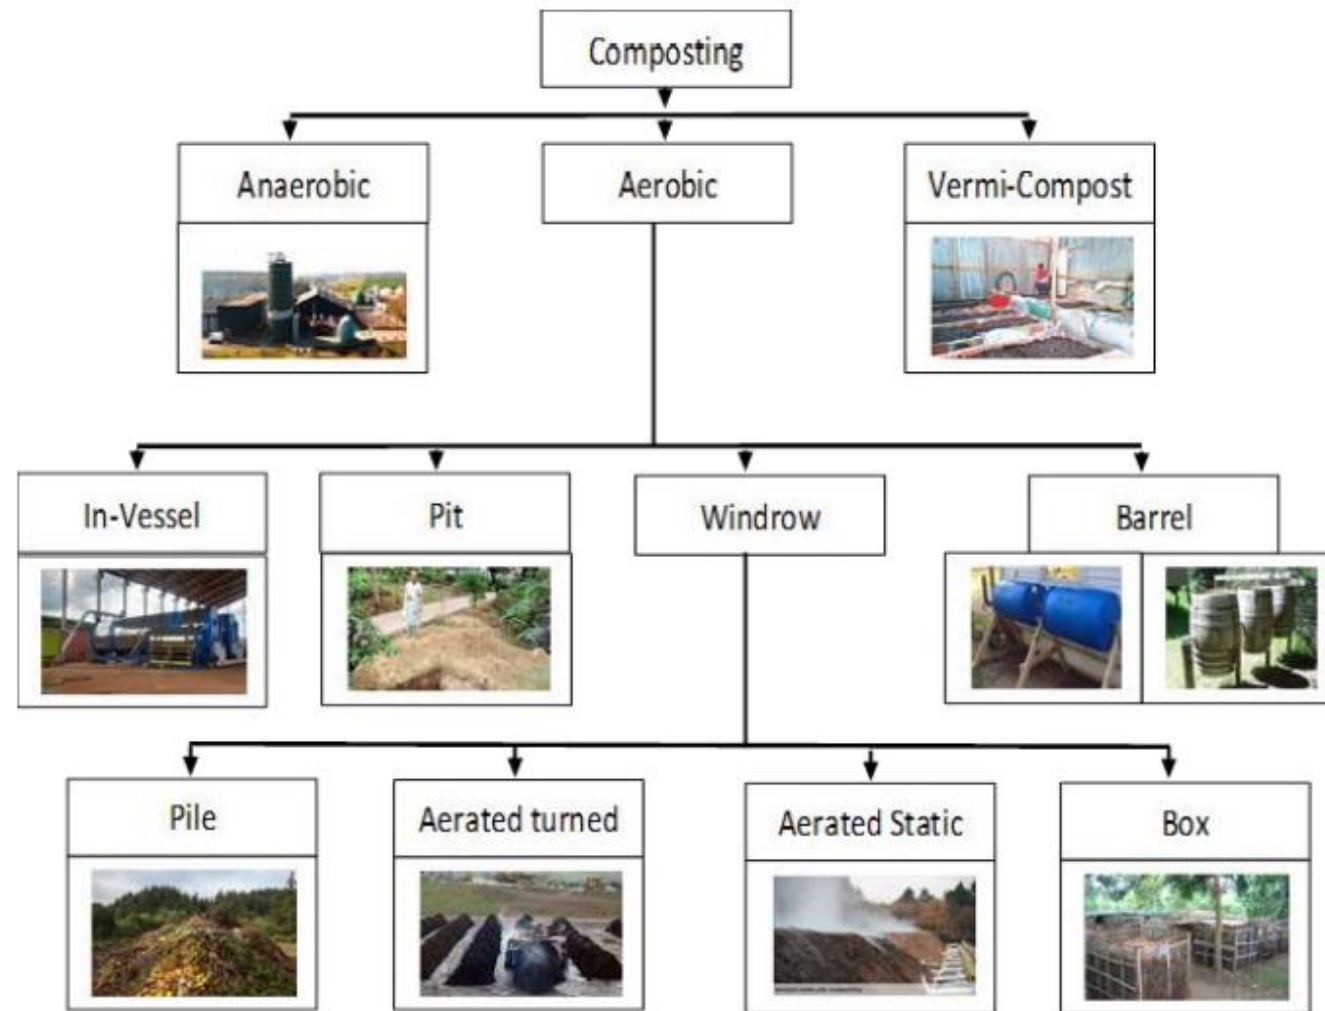 Composting
Anaerobic
Aerobic
Vermi-Compost
In-Vessel
Pit
Windrow
Barrel
Pile
Aerated turned
Aerated Static
Box